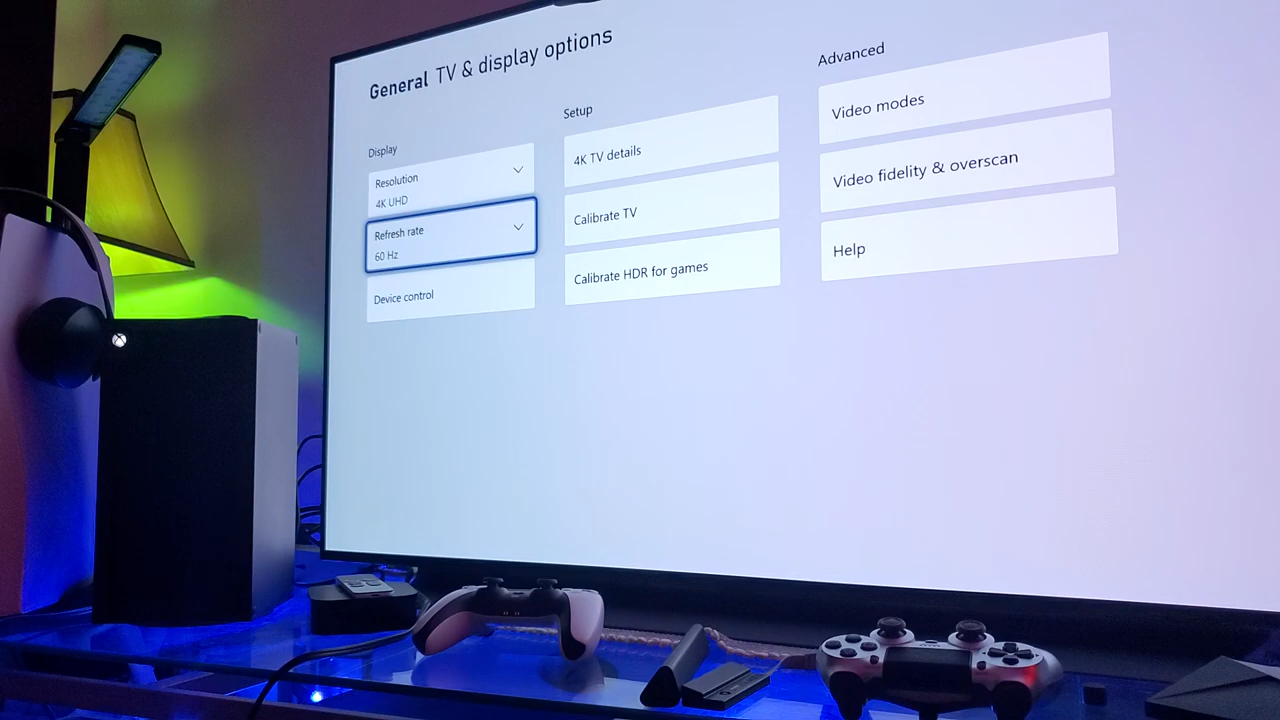 General TV & display options
Display
Resolution
4K UHD
Refresh rate
60 Hz
Device control
Setup
4K TV details
Calibrate TV
Calibrate HDR for games
Advanced
Video modes
Video fidelity & overscan
Help